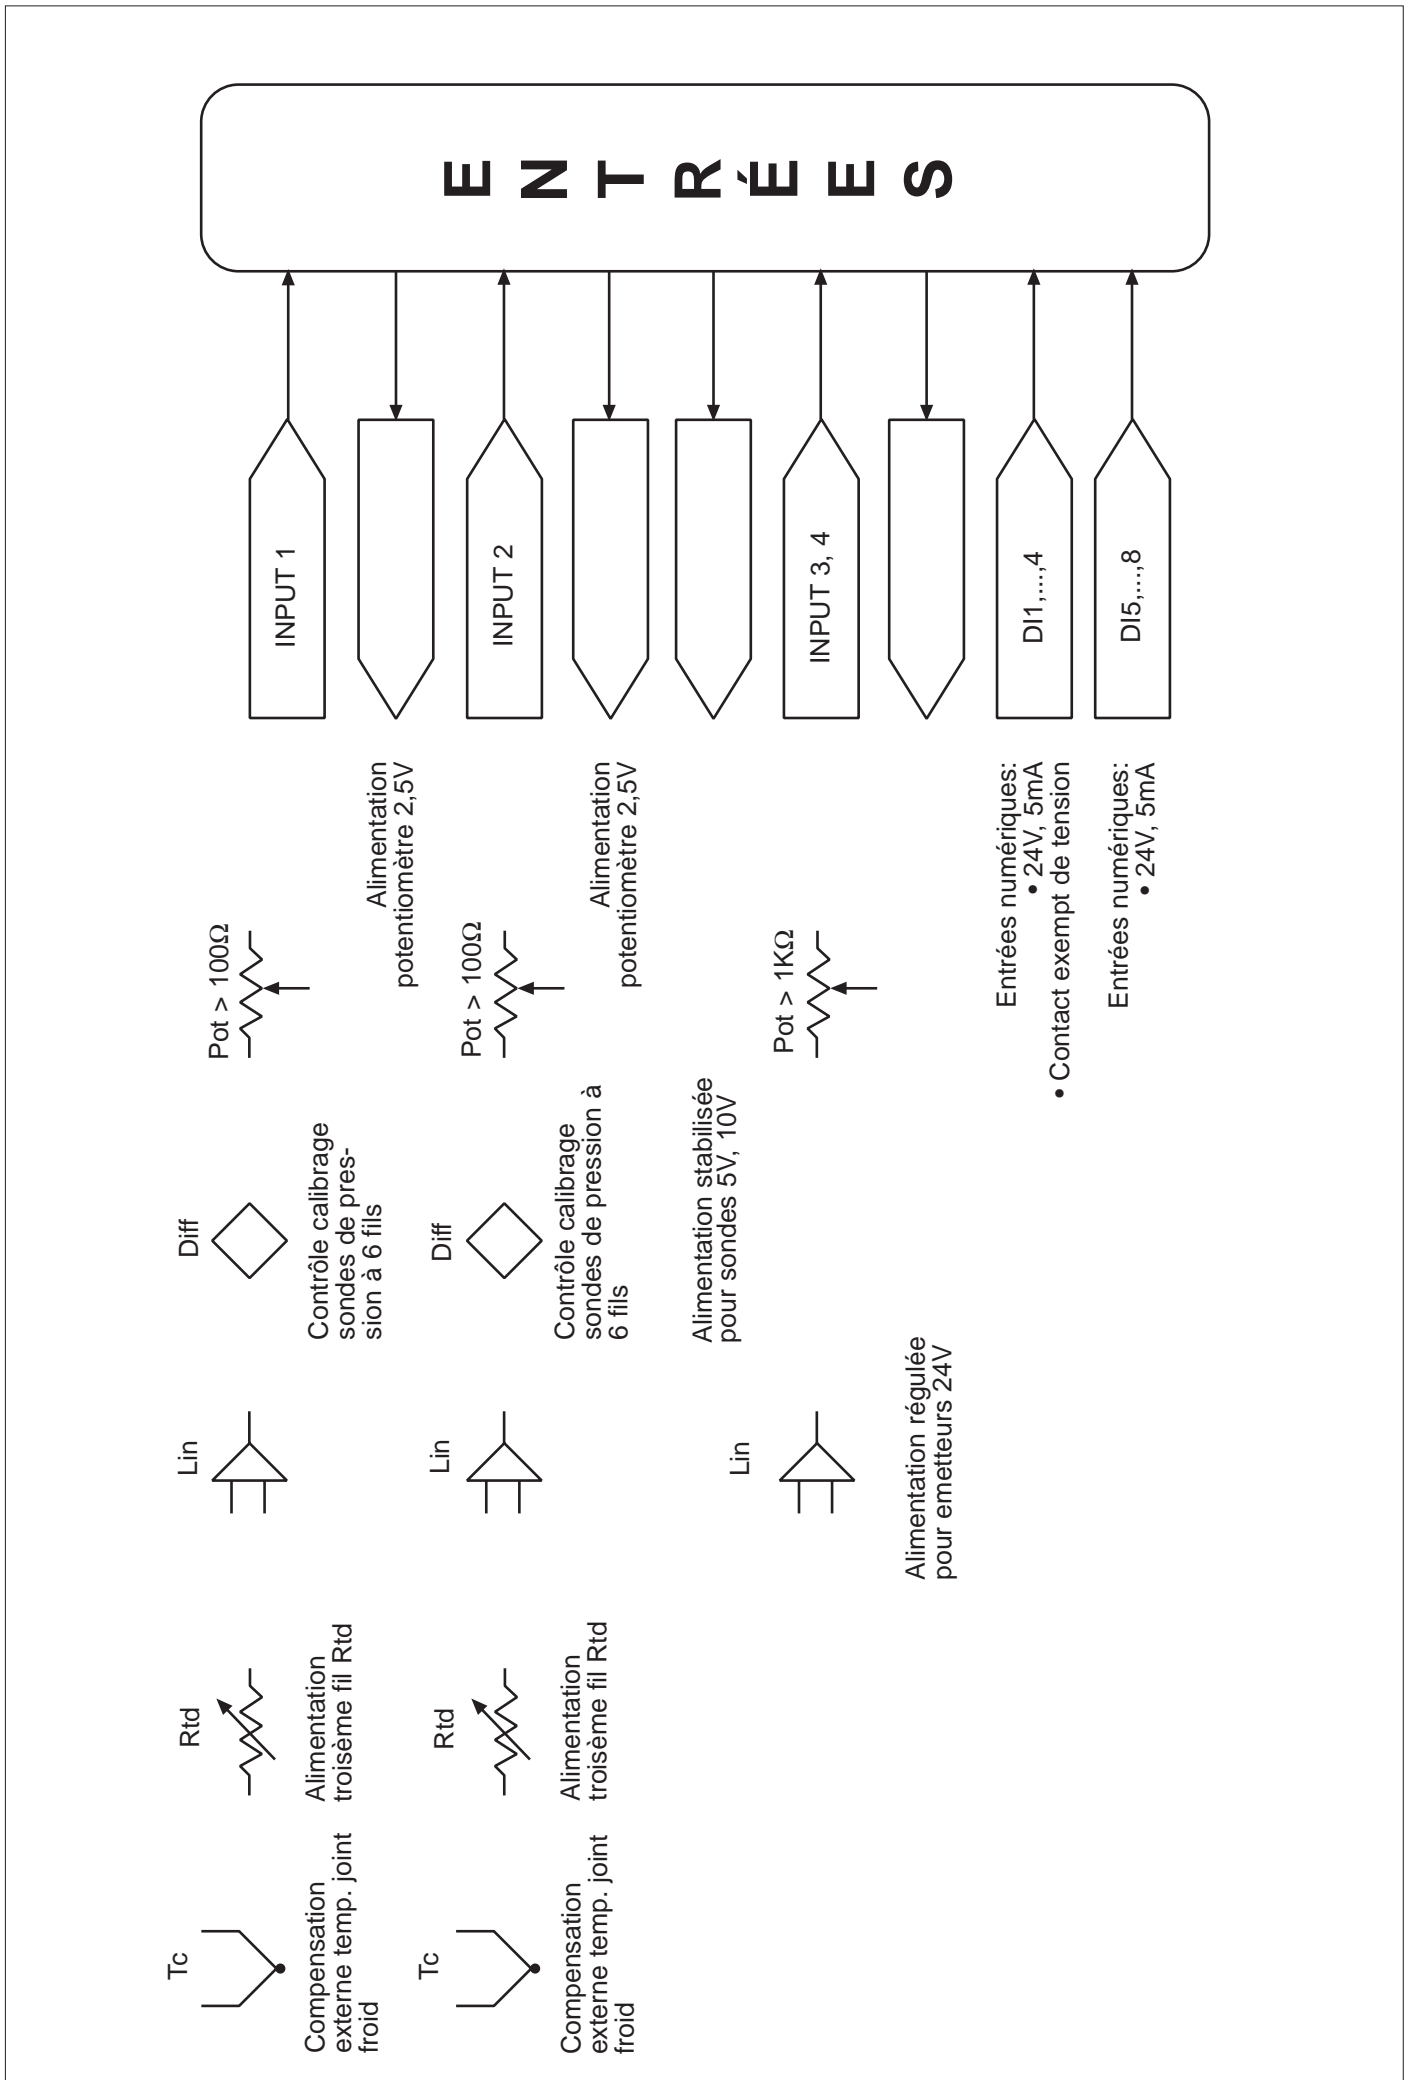 Tc
Rtd
Lin
Diff
Pot > 100Ω
INPUT 1
Compensation
externe temp. joint
froid
Alimentation
troisème fil Rtd
Contrôle calibrage
sondes de pres-
sion à 6 fils
Alimentation
potentiomètre 2,5V
Tc
Rtd
Lin
Diff
Pot > 100Ω
INPUT 2
Compensation
externe temp. joint
froid
Alimentation
troisème fil Rtd
Contrôle calibrage
sondes de pression à
6 fils
Alimentation
potentiomètre 2,5V
Alimentation stabilisée
pour sondes 5V, 10V
Lin
Pot > 1KΩ
INPUT 3, 4
Alimentation régulée
pour emetteurs 24V
Entrées numériques:
• 24V, 5mA
• Contact exempt de tension
DI1,...,4
Entrées numériques:
• 24V, 5mA
DI5,...,8
E
N
T
R
É
E
S